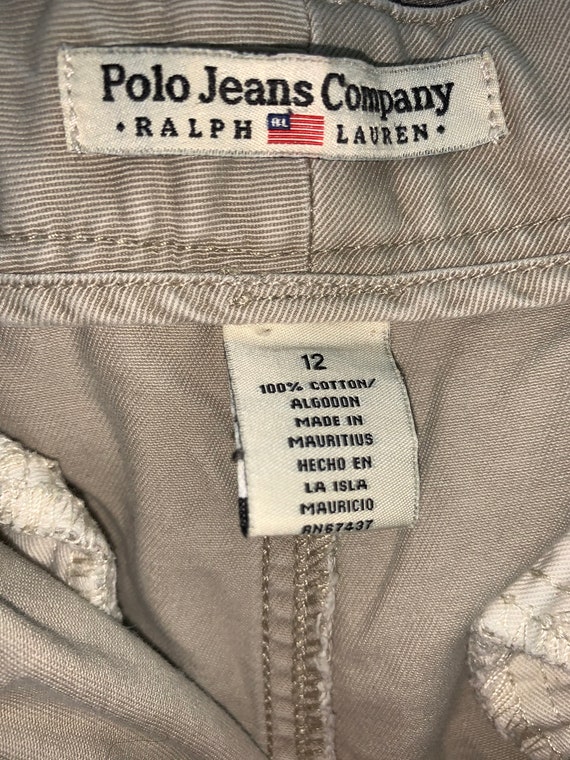 Polo Jeans Company
• RALPH RL LAUREN •
12
100% COTTON/
ALGODON
MADE IN
MAURITIUS
HECHO EN
LA ISLA
MAURICIO
RN67437